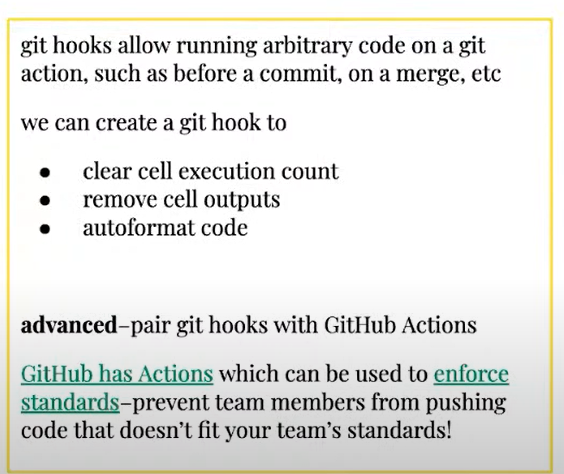 git hooks allow running arbitrary code on a git
action, such as before a commit, on a merge, etc
we can create a git hook to
● clear cell execution count
● remove cell outputs
● autoformat code
advanced–pair git hooks with GitHub Actions
GitHub has Actions which can be used to enforce
standards–prevent team members from pushing
code that doesn’t fit your team’s standards!